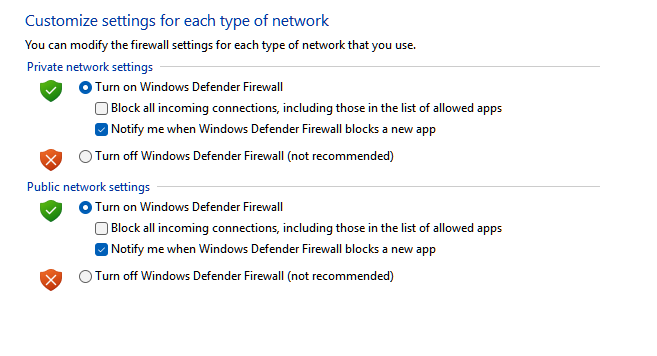 Customize settings for each type of network
You can modify the firewall settings for each type of network that you use.
Private network settings
Turn on Windows Defender Firewall
Block all incoming connections, including those in the list of allowed apps
Notify me when Windows Defender Firewall blocks a new app
Turn off Windows Defender Firewall (not recommended)
Public network settings
Turn on Windows Defender Firewall
Block all incoming connections, including those in the list of allowed apps
Notify me when Windows Defender Firewall blocks a new app
Turn off Windows Defender Firewall (not recommended)